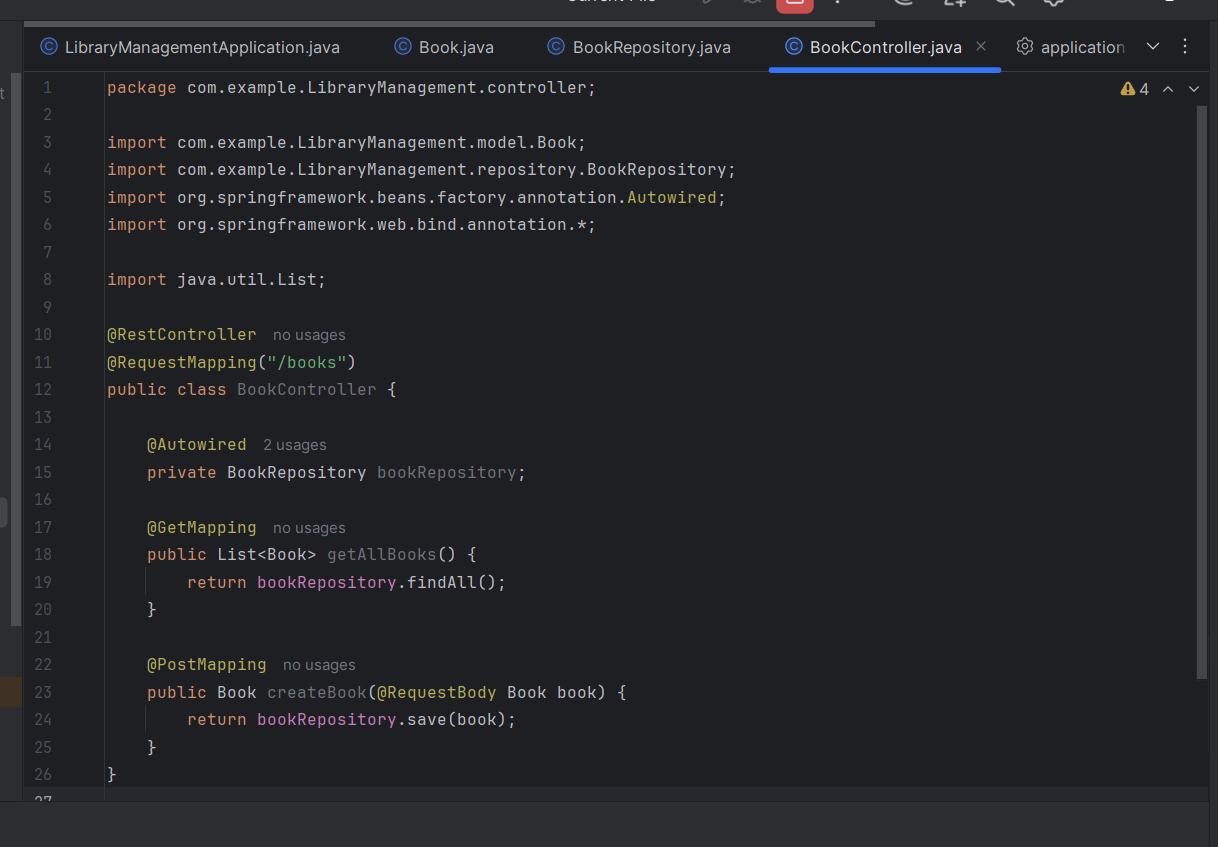 LibraryManagementApplication.java Book.java BookRepository.java BookController.java application
1 package com.example.LibraryManagement.controller; 4
2
3 import com.example.LibraryManagement.model.Book;
4 import com.example.LibraryManagement.repository.BookRepository;
5 import org.springframework.beans.factory.annotation.Autowired;
6 import org.springframework.web.bind.annotation.*;
7
8 import java.util.List;
9
10 @RestController no usages
11 @RequestMapping("/books")
12 public class BookController {
13
14 @Autowired 2 usages
15 private BookRepository bookRepository;
16
17 @GetMapping no usages
18 public List<Book> getAllBooks() {
19 return bookRepository.findAll();
20 }
21
22 @PostMapping no usages
23 public Book createBook(@RequestBody Book book) {
24 return bookRepository.save(book);
25 }
26 }
27